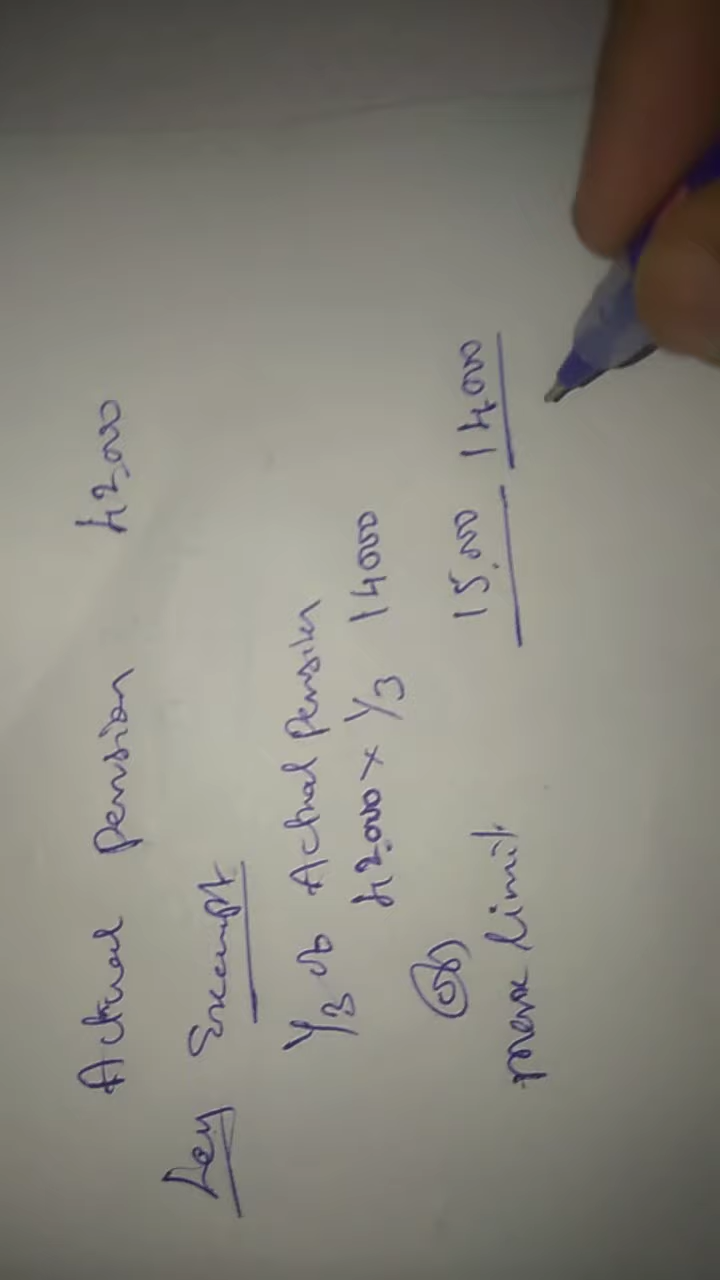 Actual pension 42,000
Less Exempt
1/3 of Actual pension
42,000 x 1/3 14000
(or)
max limit 15,000 14,000